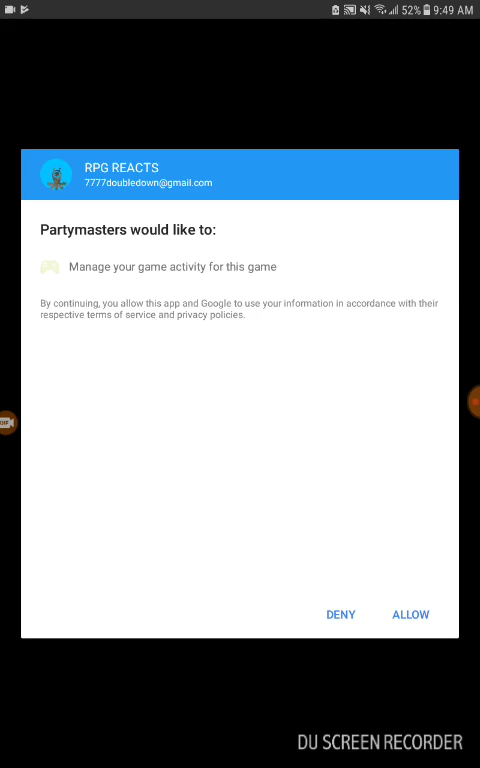 52% 9:49 AM
RPG REACTS
7777doubledown@gmail.com
Partymasters would like to:
Manage your game activity for this game
By continuing, you allow this app and Google to use your information in accordance with their
respective terms of service and privacy policies.
GIF
DENY ALLOW
DU SCREEN RECORDER